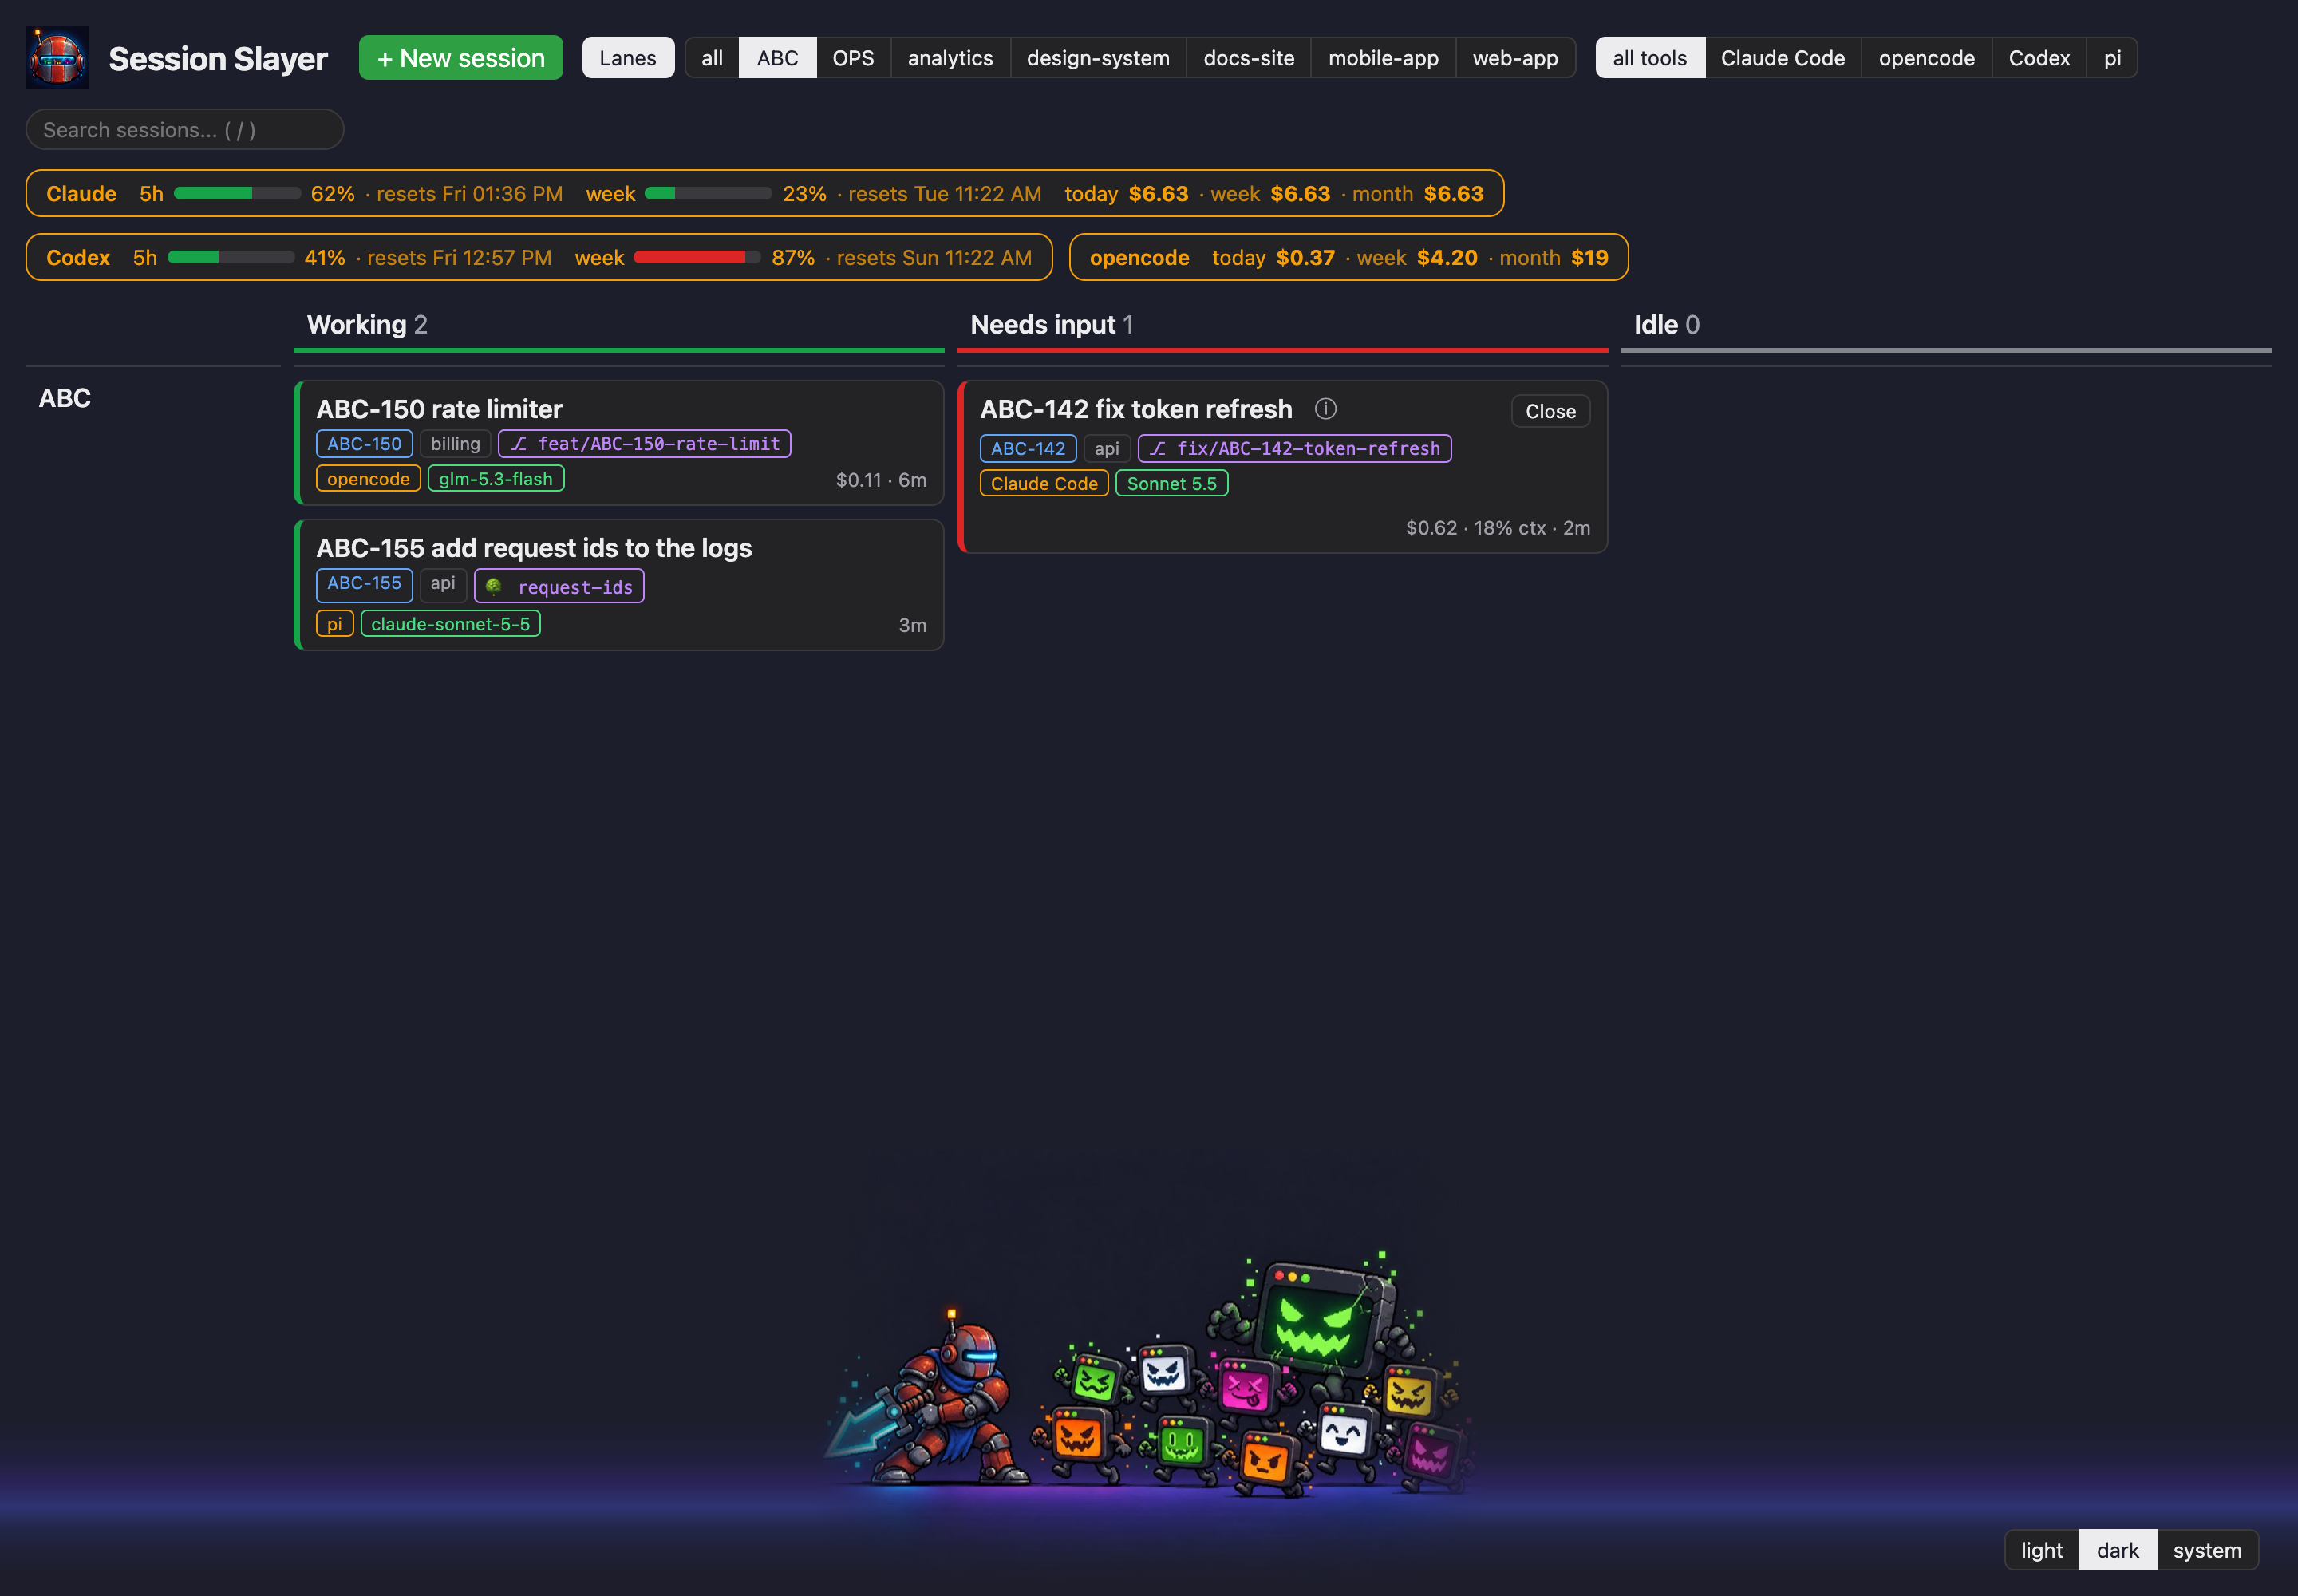 Session Slayer + New session Lanes all ABC OPS analytics design-system docs-site mobile-app web-app all tools Claude Code opencode Codex pi
Search sessions... ( / )
Claude 5h 62% · resets Fri 01:36 PM week 23% · resets Tue 11:22 AM today $6.63 · week $6.63 · month $6.63
Codex 5h 41% · resets Fri 12:57 PM week 87% · resets Sun 11:22 AM
opencode today $0.37 · week $4.20 · month $19
Working 2
Needs input 1
Idle 0
ABC
ABC-150 rate limiter
ABC-150 billing feat/ABC-150-rate-limit
opencode glm-5.3-flash $0.11 · 6m
ABC-155 add request ids to the logs
ABC-155 api request-ids
pi claude-sonnet-5-5 3m
ABC-142 fix token refresh ⓘ Close
ABC-142 api fix/ABC-142-token-refresh
Claude Code Sonnet 5.5
$0.62 · 18% ctx · 2m
light dark system